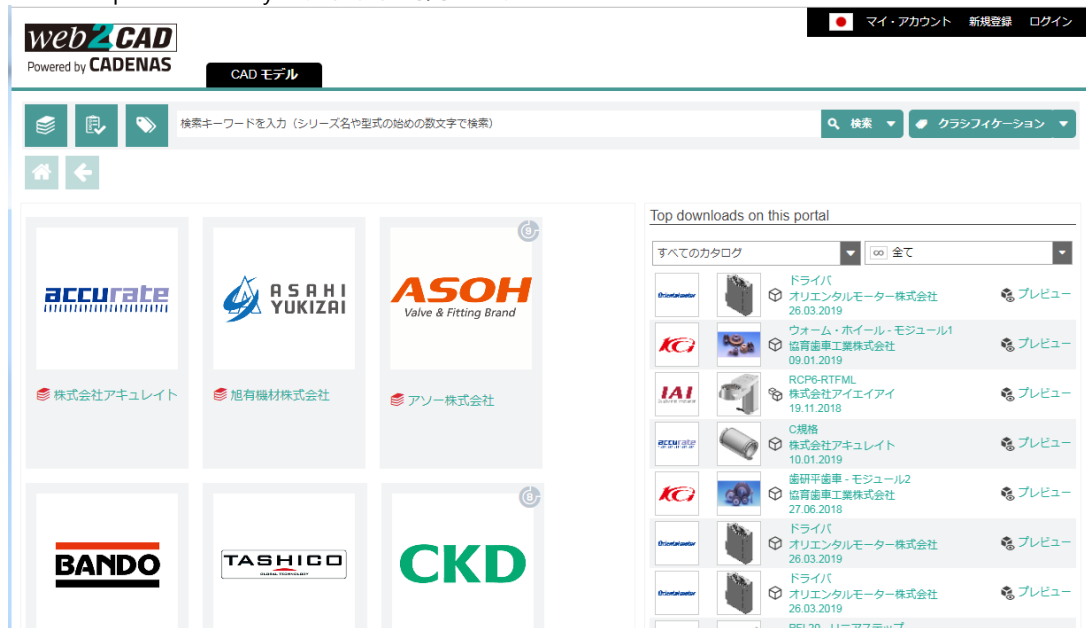 マイ・アカウント 新規登録 ログイン
web2CAD
Powered by CADENAS
CAD モデル
検索キーワードを入力（シリーズ名や型式の始めの数文字で検索）
検索
クラシフィケーション
accurate
株式会社アキュレイト
ASAHI
YUKIZAI
旭有機材株式会社
ASOH
Valve & Fitting Brand
アソー株式会社
BANDO
TASHICO
CKD
Top downloads on this portal
すべてのカタログ
全て
Orientalmotor
ドライバ
オリエンタルモーター株式会社
26.03.2019
プレビュー
KG
ウォーム・ホイール - モジュール1
協育歯車工業株式会社
09.01.2019
プレビュー
IAI
RCP6-RTFML
株式会社アイエイアイ
19.11.2018
プレビュー
accurate
C規格
株式会社アキュレイト
10.01.2019
プレビュー
KG
歯研平歯車 - モジュール2
協育歯車工業株式会社
27.06.2018
プレビュー
Orientalmotor
ドライバ
オリエンタルモーター株式会社
26.03.2019
プレビュー
Orientalmotor
ドライバ
オリエンタルモーター株式会社
26.03.2019
プレビュー